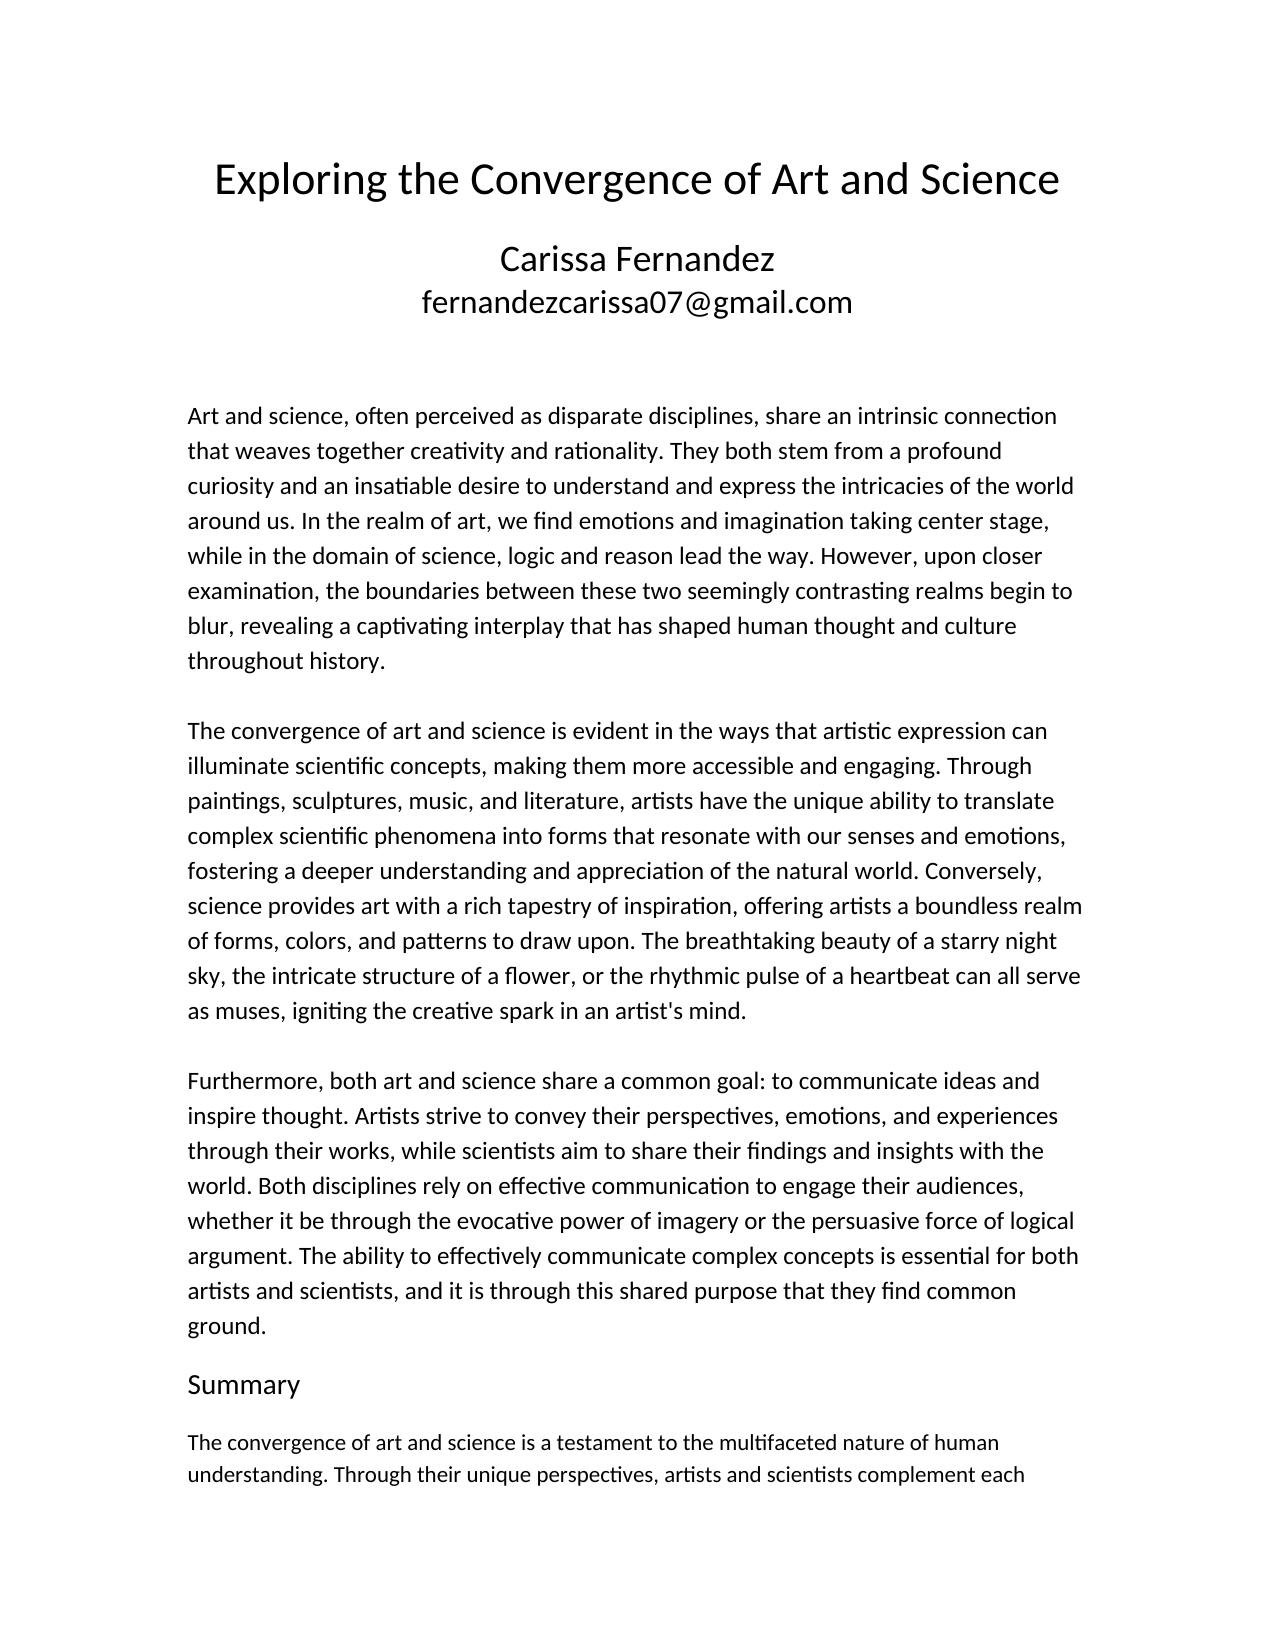 Exploring the Convergence of Art and Science
Carissa Fernandez
fernandezcarissa07@gmail.com
Art and science, often perceived as disparate disciplines, share an intrinsic connection
that weaves together creativity and rationality. They both stem from a profound
curiosity and an insatiable desire to understand and express the intricacies of the world
around us. In the realm of art, we find emotions and imagination taking center stage,
while in the domain of science, logic and reason lead the way. However, upon closer
examination, the boundaries between these two seemingly contrasting realms begin to
blur, revealing a captivating interplay that has shaped human thought and culture
throughout history.
The convergence of art and science is evident in the ways that artistic expression can
illuminate scientific concepts, making them more accessible and engaging. Through
paintings, sculptures, music, and literature, artists have the unique ability to translate
complex scientific phenomena into forms that resonate with our senses and emotions,
fostering a deeper understanding and appreciation of the natural world. Conversely,
science provides art with a rich tapestry of inspiration, offering artists a boundless realm
of forms, colors, and patterns to draw upon. The breathtaking beauty of a starry night
sky, the intricate structure of a flower, or the rhythmic pulse of a heartbeat can all serve
as muses, igniting the creative spark in an artist's mind.
Furthermore, both art and science share a common goal: to communicate ideas and
inspire thought. Artists strive to convey their perspectives, emotions, and experiences
through their works, while scientists aim to share their findings and insights with the
world. Both disciplines rely on effective communication to engage their audiences,
whether it be through the evocative power of imagery or the persuasive force of logical
argument. The ability to effectively communicate complex concepts is essential for both
artists and scientists, and it is through this shared purpose that they find common
ground.
Summary
The convergence of art and science is a testament to the multifaceted nature of human
understanding. Through their unique perspectives, artists and scientists complement each